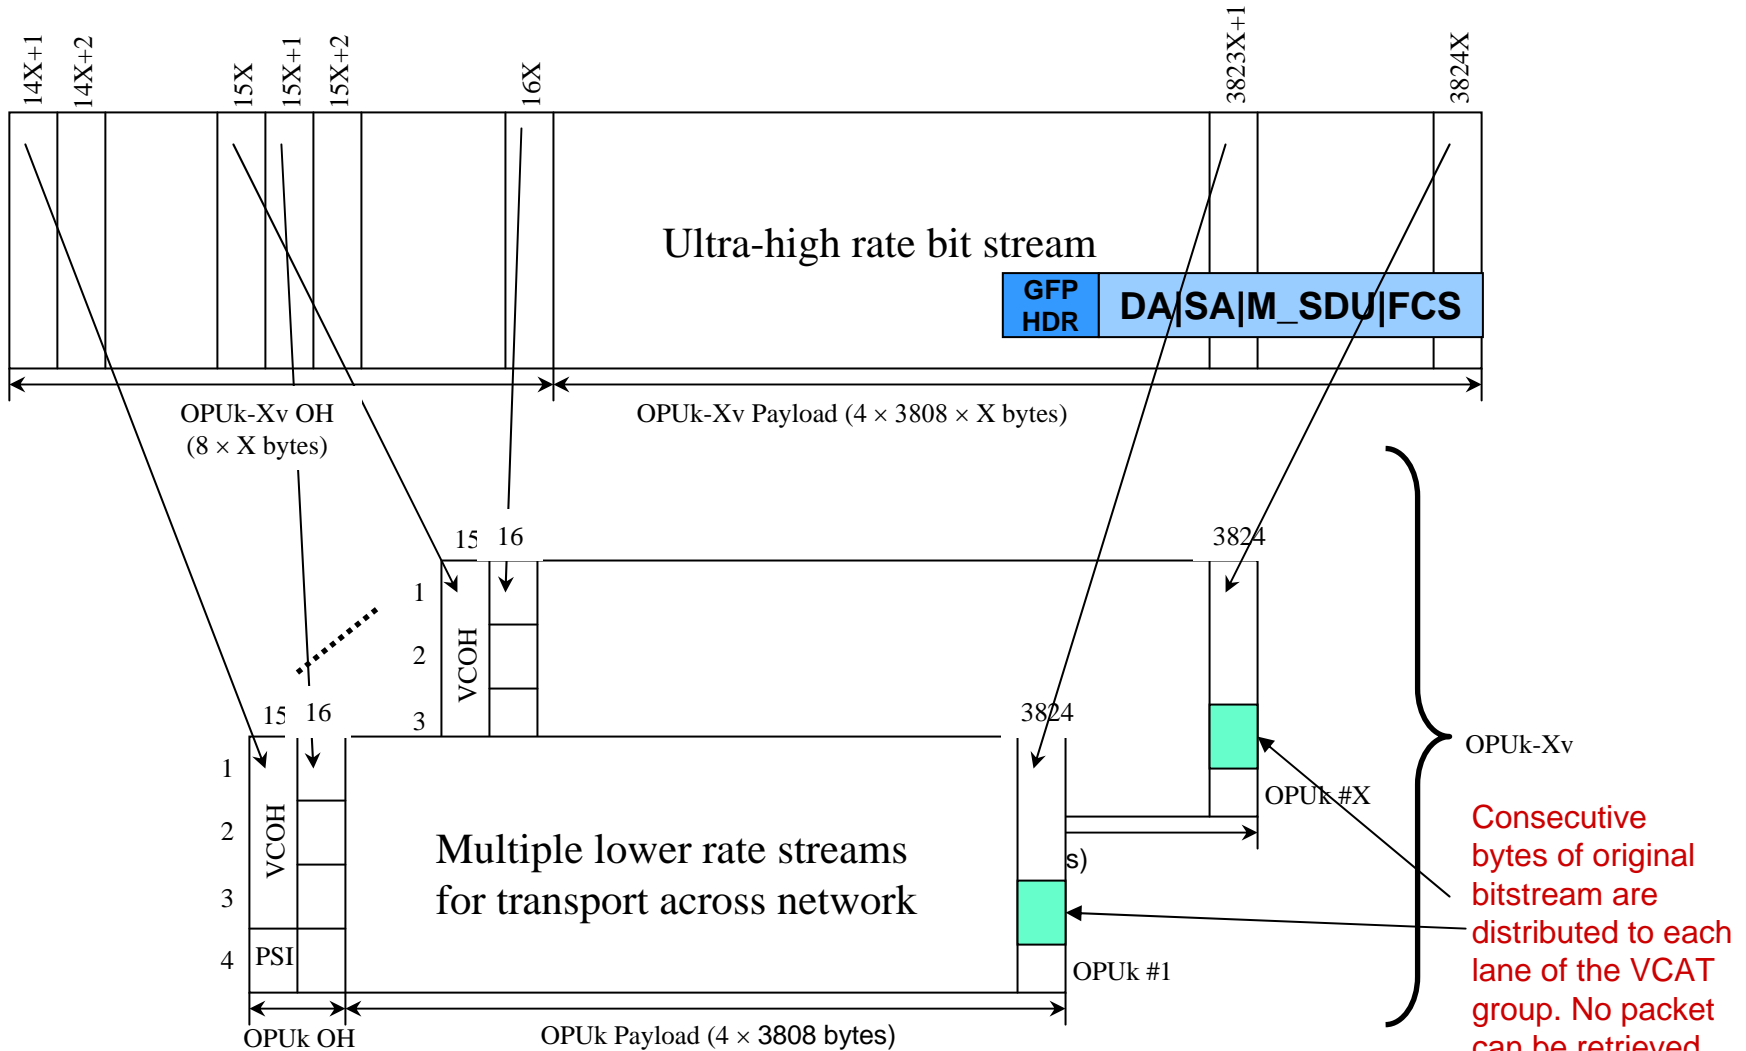 14X+1
14X+2
15X
15X+1
15X+2
16X
3823X+1
3824X
Ultra-high rate bit stream
GFP
HDR
DA|SA|M_SDU|FCS
OPUk-Xv OH
(8 × X bytes)
OPUk-Xv Payload (4 × 3808 × X bytes)
15
16
3824
1
2
3
VCOH
OPUk #X
s)
15
16
3824
1
2
3
4
VCOH
PSI
Multiple lower rate streams
for transport across network
OPUk #1
OPUk OH
OPUk Payload (4 × 3808 bytes)
OPUk-Xv
Consecutive
bytes of original
bitstream are
distributed to each
lane of the VCAT
group. No packet
can be retrieved